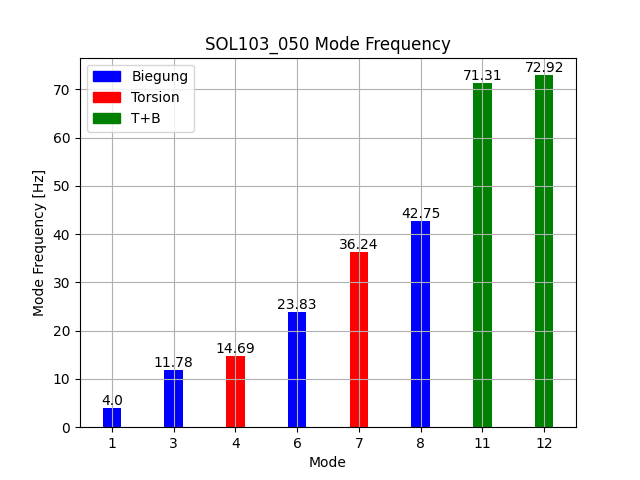 SOL103_050 Mode Frequency
Biegung
Torsion
T+B
Mode Frequency [Hz]
70
60
50
40
30
20
10
0
4.0
11.78
14.69
23.83
36.24
42.75
71.31
72.92
1 3 4 6 7 8 11 12
Mode